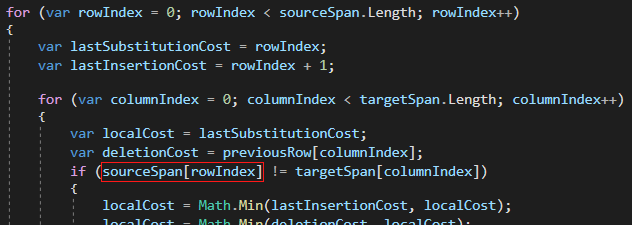 for (var rowIndex = 0; rowIndex < sourceSpan.Length; rowIndex++)
{
var lastSubstitutionCost = rowIndex;
var lastInsertionCost = rowIndex + 1;
for (var columnIndex = 0; columnIndex < targetSpan.Length; columnIndex++)
{
var localCost = lastSubstitutionCost;
var deletionCost = previousRow[columnIndex];
if (sourceSpan[rowIndex] != targetSpan[columnIndex])
{
localCost = Math.Min(lastInsertionCost, localCost);
localCost = Math.Min(deletionCost, localCost);